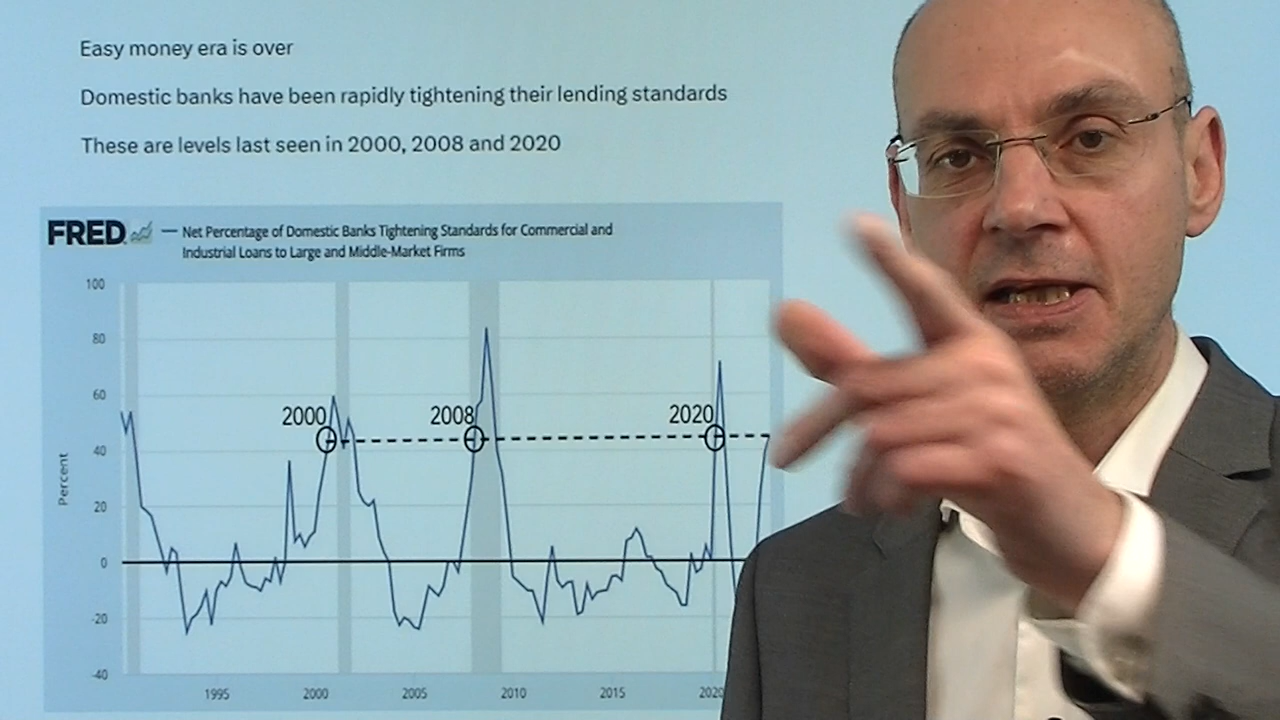 Easy money era is over
Domestic banks have been rapidly tightening their lending standards
These are levels last seen in 2000, 2008 and 2020
FRED — Net Percentage of Domestic Banks Tightening Standards for Commercial and
Industrial Loans to Large and Middle-Market Firms
100
80
60
2000 2008 2020
40
Percent
20
0
-20
-40
1995 2000 2005 2010 2015 2020